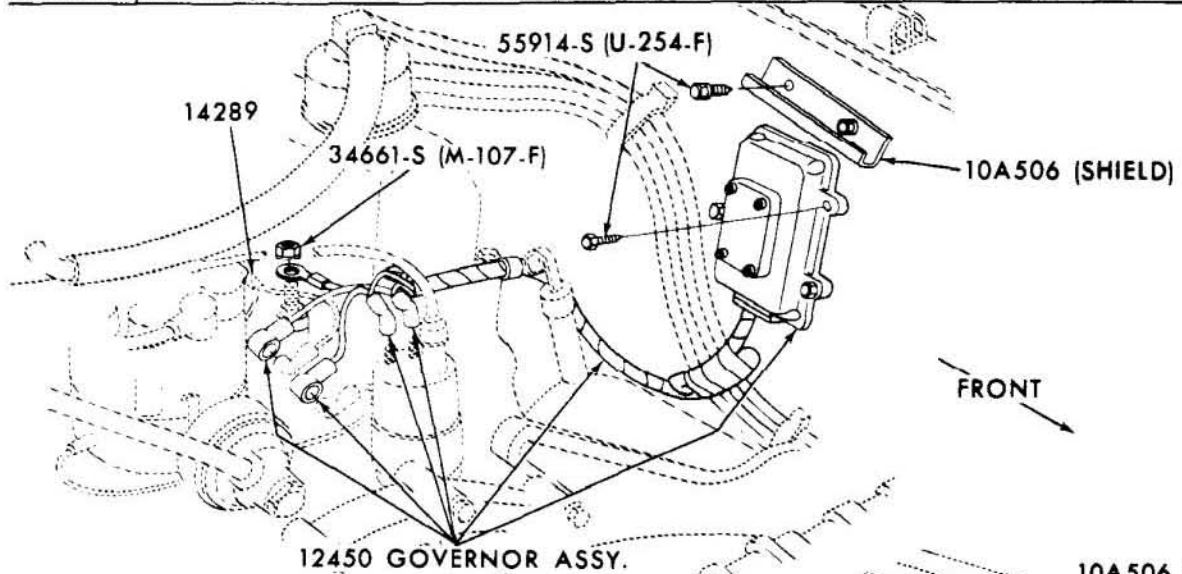 55914-S (U-254-F)
14289
34661-S (M-107-F)
10A506 (SHIELD)
FRONT
12450 GOVERNOR ASSY.
10A506